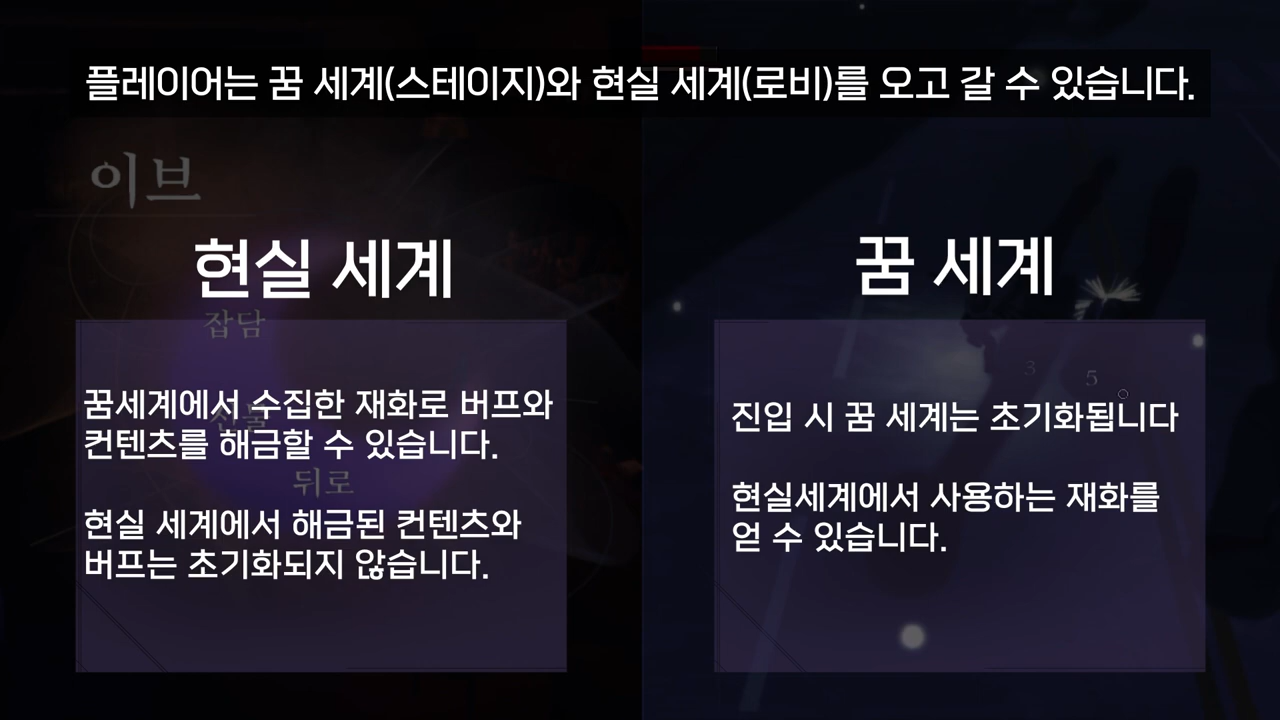 플레이어는 꿈 세계(스테이지)와 현실 세계(로비)를 오고 갈 수 있습니다.
이브
현실 세계
잡담
꿈세계에서 수집한 재화로 버프와
선물
컨텐츠를 해금할 수 있습니다.
뒤로
현실 세계에서 해금된 컨텐츠와
버프는 초기화되지 않습니다.
꿈 세계
3
5
진입 시 꿈 세계는 초기화됩니다
현실세계에서 사용하는 재화를
얻 수 있습니다.